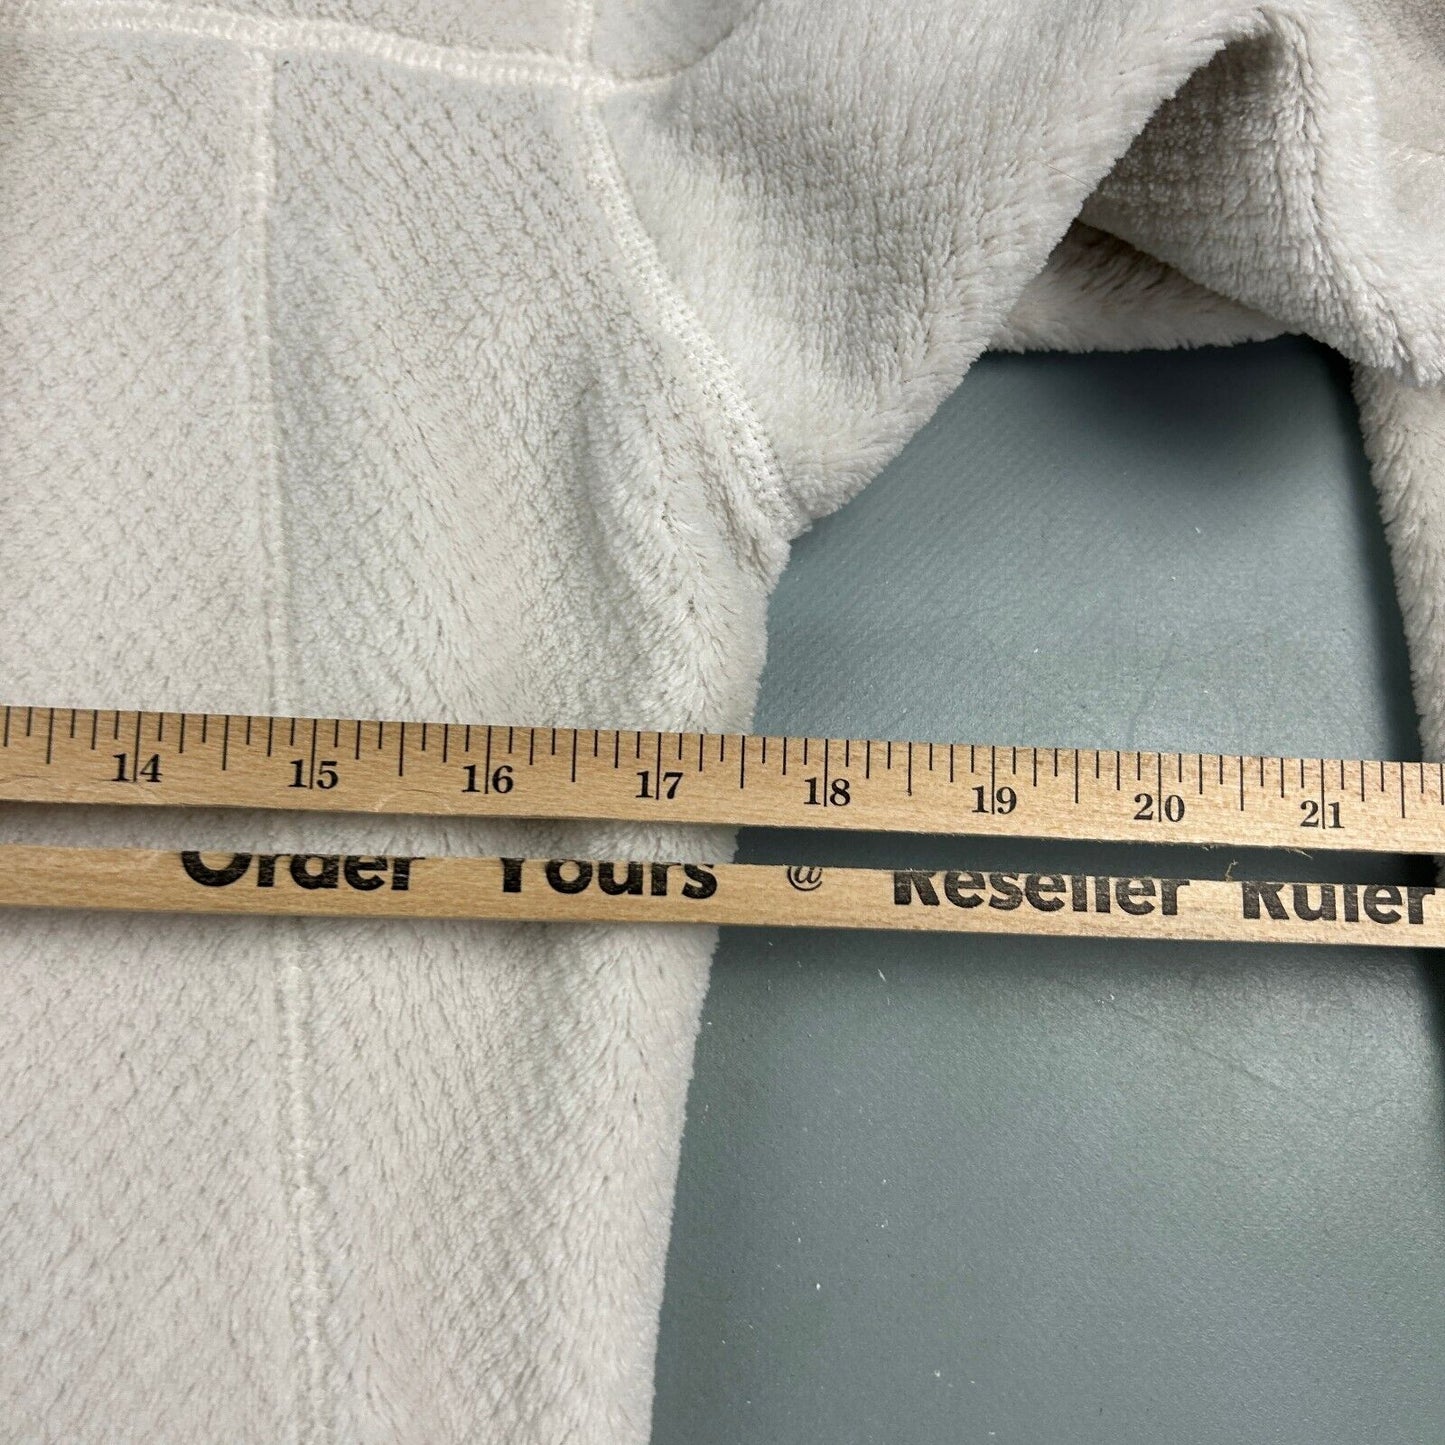 14 15 16 17 18 19 20 21
Order Yours @ Reseller Ruler